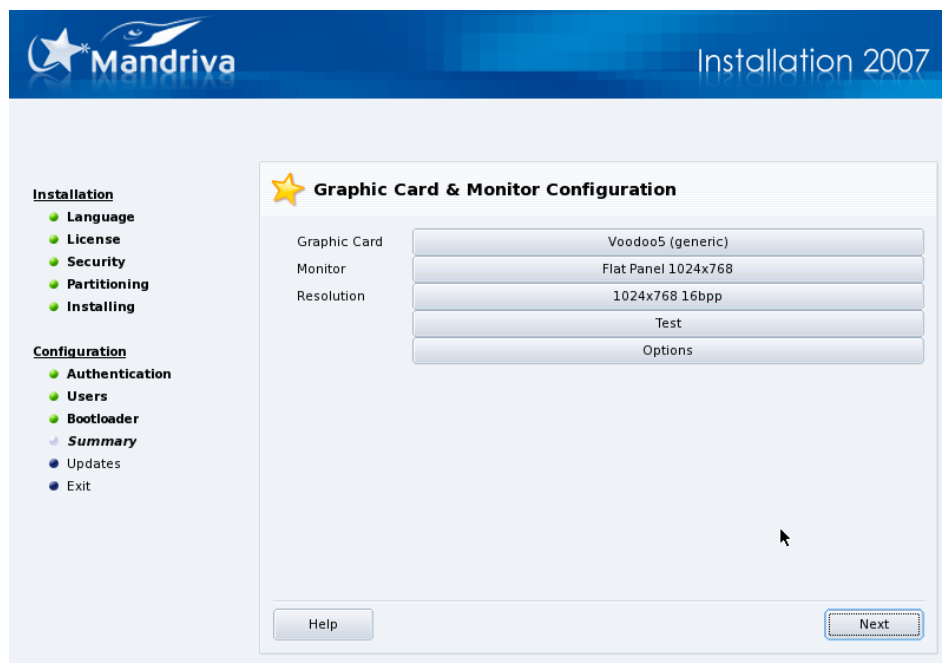 Mandriva
Installation 2007
Installation
Language
License
Security
Partitioning
Installing
Configuration
Authentication
Users
Bootloader
Summary
Updates
Exit
Graphic Card & Monitor Configuration
Graphic Card Voodoo5 (generic)
Monitor Flat Panel 1024x768
Resolution 1024x768 16bpp
Test
Options
Help Next